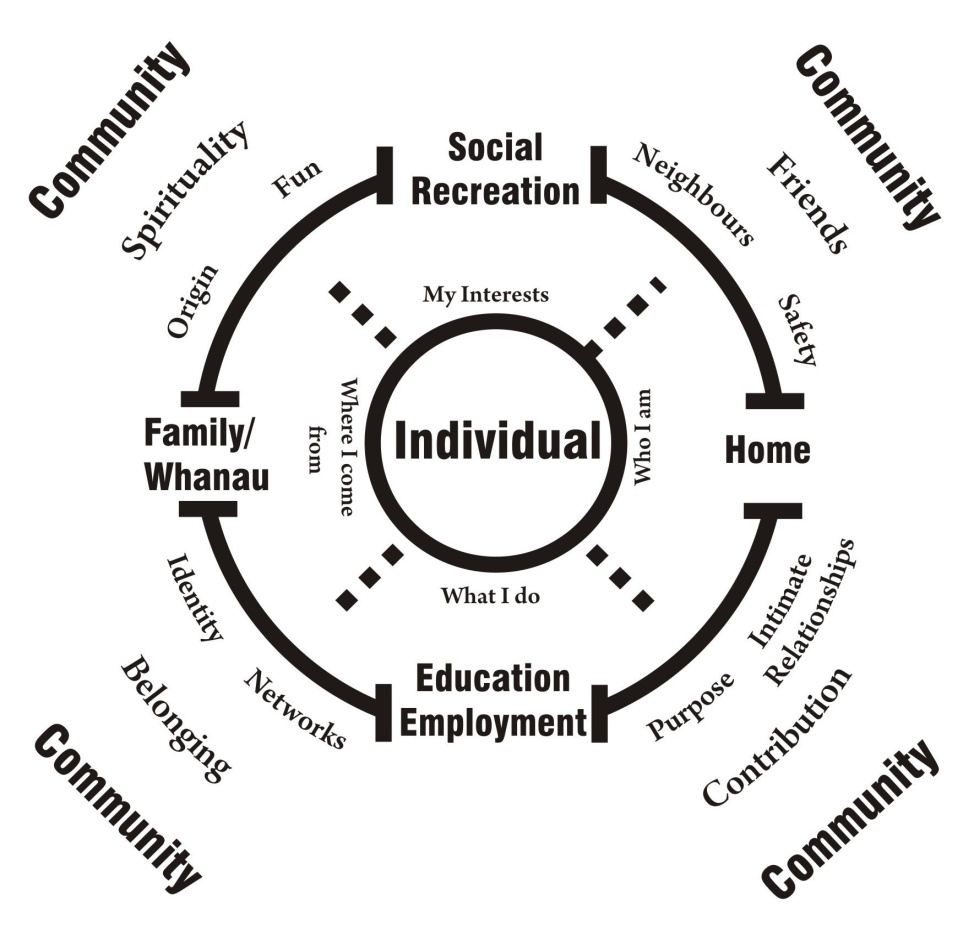 Community
Community
Spirituality
Fun
Social
Recreation
Neighbours
Friends
Origin
My Interests
Safety
Family/
Whanau
Where I come
from
Individual
Who I am
Home
What I do
Identity
Intimate
Relationships
Belonging
Networks
Education
Employment
Purpose
Contribution
Community
Community